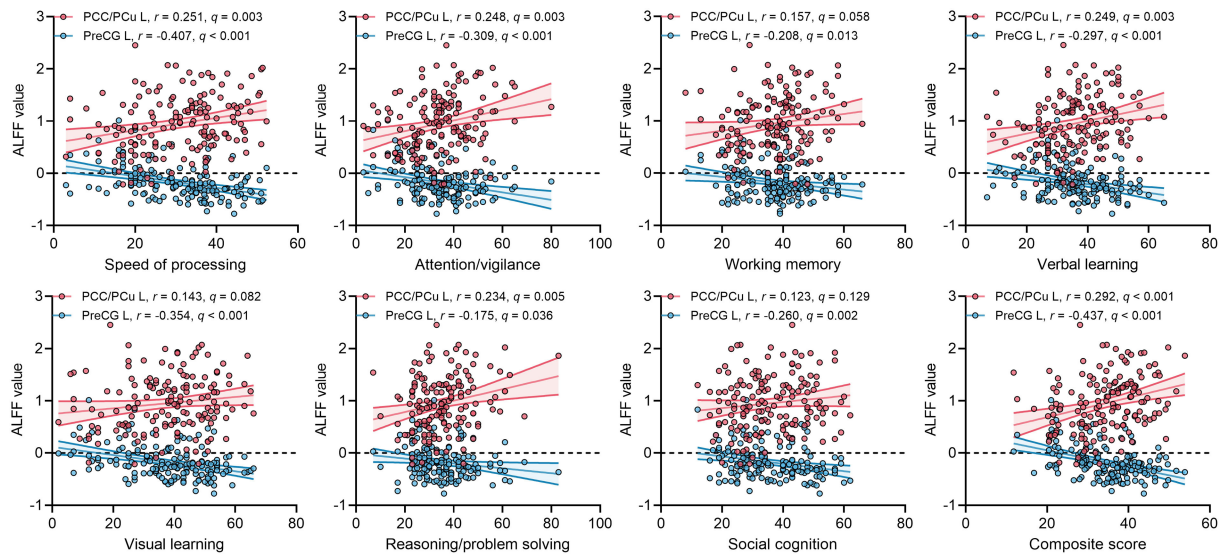 PCC/PCu L, r = 0.251, q = 0.003
PreCG L, r = -0.407, q < 0.001
3
2
1
0
-1
ALFF value
0
20
40
60
Speed of processing
PCC/PCu L, r = 0.248, q = 0.003
PreCG L, r = -0.309, q < 0.001
3
2
1
0
-1
ALFF value
0
20
40
60
80
100
Attention/vigilance
PCC/PCu L, r = 0.157, q = 0.058
PreCG L, r = -0.208, q = 0.013
3
2
1
0
-1
ALFF value
0
20
40
60
80
Working memory
PCC/PCu L, r = 0.249, q = 0.003
PreCG L, r = -0.297, q < 0.001
3
2
1
0
-1
ALFF value
0
20
40
60
80
Verbal learning
PCC/PCu L, r = 0.143, q = 0.082
PreCG L, r = -0.354, q < 0.001
3
2
1
0
-1
ALFF value
0
20
40
60
80
Visual learning
PCC/PCu L, r = 0.234, q = 0.005
PreCG L, r = -0.175, q = 0.036
3
2
1
0
-1
ALFF value
0
20
40
60
80
100
Reasoning/problem solving
PCC/PCu L, r = 0.123, q = 0.129
PreCG L, r = -0.260, q = 0.002
3
2
1
0
-1
ALFF value
0
20
40
60
80
Social cognition
PCC/PCu L, r = 0.292, q < 0.001
PreCG L, r = -0.437, q < 0.001
3
2
1
0
-1
ALFF value
0
20
40
60
Composite score